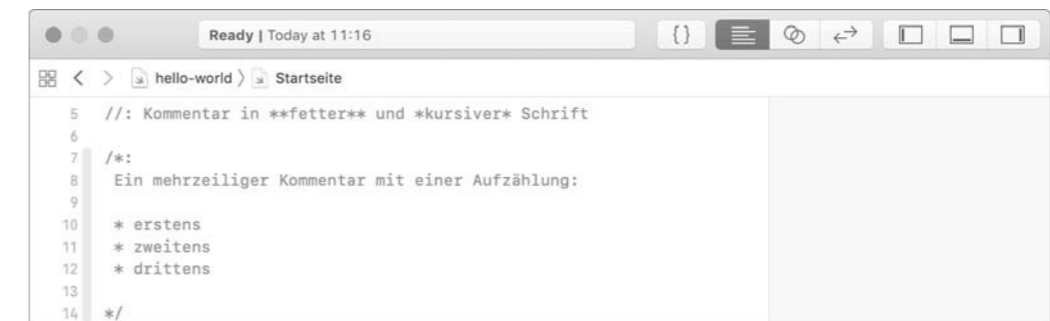 Ready | Today at 11:16
{ }
hello-world 〉 Startseite
5 //: Kommentar in **fetter** und *kursiver* Schrift
6
7 /*:
8 Ein mehrzeiliger Kommentar mit einer Aufzählung:
9
10 * erstens
11 * zweitens
12 * drittens
13
14 */